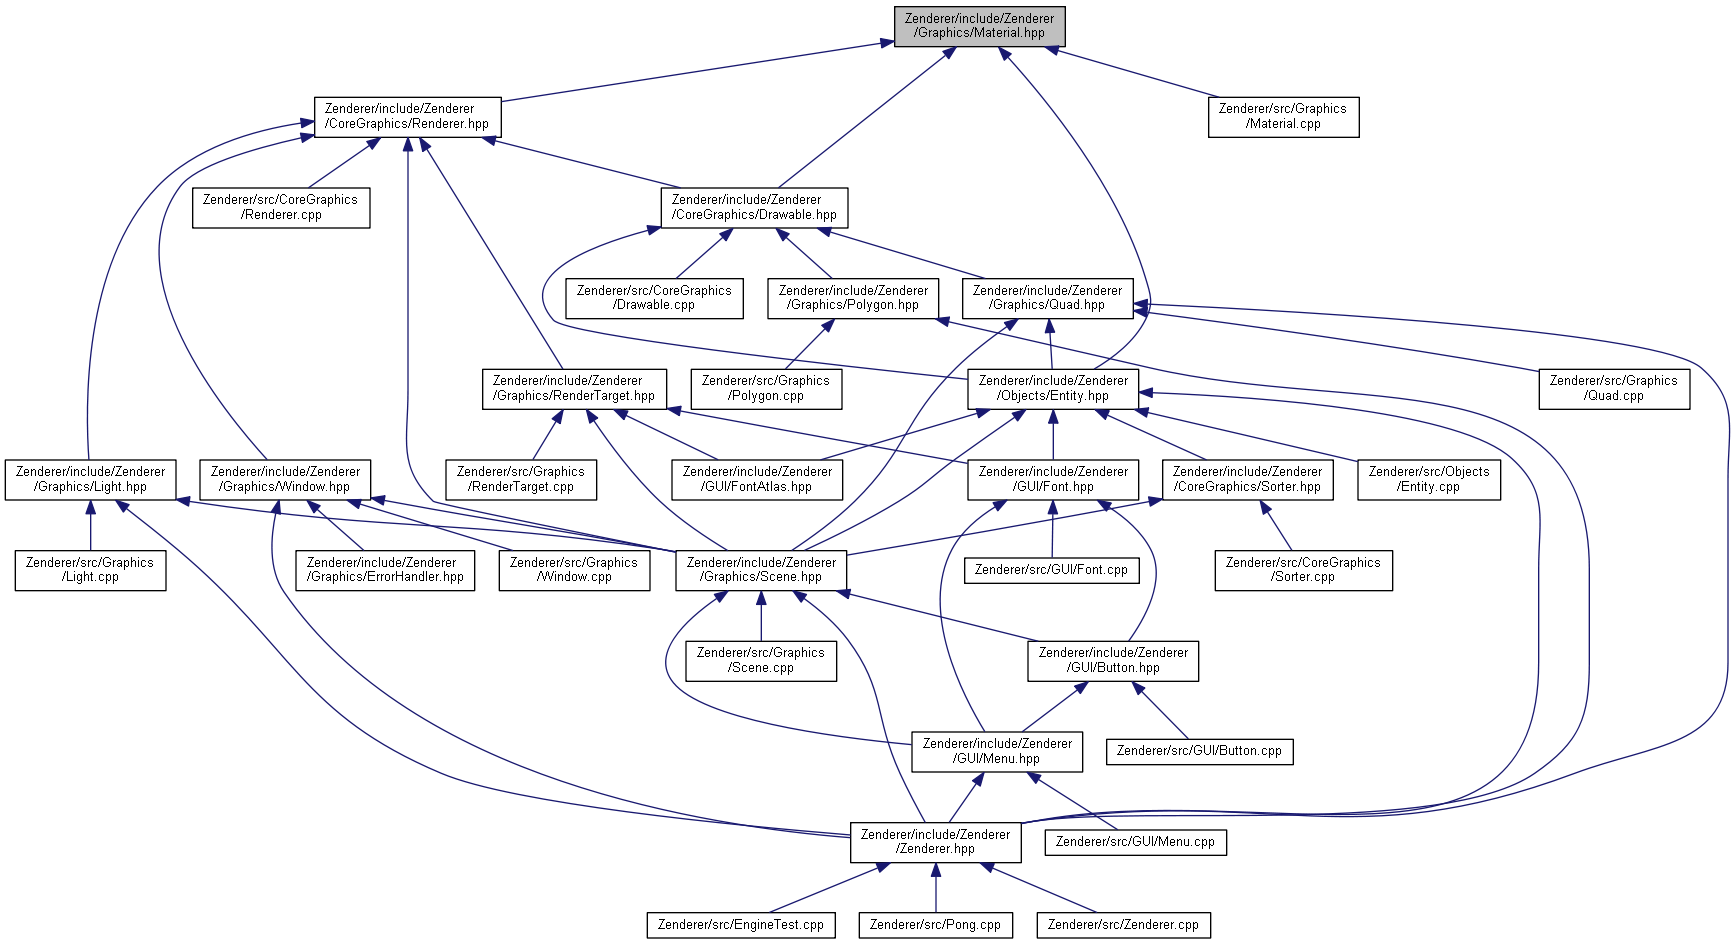 Zenderer/include/Zenderer
/Graphics/Material.hpp
Zenderer/include/Zenderer
/CoreGraphics/Renderer.hpp
Zenderer/src/Graphics
/Material.cpp
Zenderer/src/CoreGraphics
/Renderer.cpp
Zenderer/include/Zenderer
/CoreGraphics/Drawable.hpp
Zenderer/src/CoreGraphics
/Drawable.cpp
Zenderer/include/Zenderer
/Graphics/Polygon.hpp
Zenderer/include/Zenderer
/Graphics/Quad.hpp
Zenderer/include/Zenderer
/Graphics/RenderTarget.hpp
Zenderer/src/Graphics
/Polygon.cpp
Zenderer/include/Zenderer
/Objects/Entity.hpp
Zenderer/src/Graphics
/Quad.cpp
Zenderer/include/Zenderer
/Graphics/Light.hpp
Zenderer/include/Zenderer
/Graphics/Window.hpp
Zenderer/src/Graphics
/RenderTarget.cpp
Zenderer/include/Zenderer
/GUI/FontAtlas.hpp
Zenderer/include/Zenderer
/GUI/Font.hpp
Zenderer/include/Zenderer
/CoreGraphics/Sorter.hpp
Zenderer/src/Objects
/Entity.cpp
Zenderer/src/Graphics
/Light.cpp
Zenderer/include/Zenderer
/Graphics/ErrorHandler.hpp
Zenderer/src/Graphics
/Window.cpp
Zenderer/include/Zenderer
/Graphics/Scene.hpp
Zenderer/src/GUI/Font.cpp
Zenderer/src/CoreGraphics
/Sorter.cpp
Zenderer/src/Graphics
/Scene.cpp
Zenderer/include/Zenderer
/GUI/Button.hpp
Zenderer/include/Zenderer
/GUI/Menu.hpp
Zenderer/src/GUI/Button.cpp
Zenderer/include/Zenderer
/Zenderer.hpp
Zenderer/src/GUI/Menu.cpp
Zenderer/src/EngineTest.cpp
Zenderer/src/Pong.cpp
Zenderer/src/Zenderer.cpp